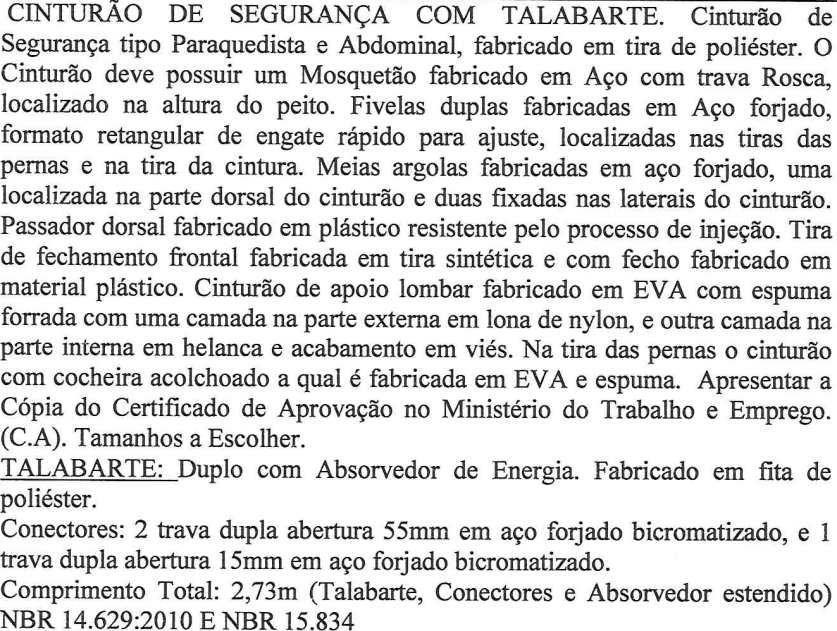 CINTURÃO DE SEGURANÇA COM TALABARTE. Cinturão de
Segurança tipo Paraquedista e Abdominal, fabricado em tira de poliéster. O
Cinturão deve possuir um Mosquetão fabricado em Aço com trava Rosca,
localizado na altura do peito. Fivelas duplas fabricadas em Aço forjado,
formato retangular de engate rápido para ajuste, localizadas nas tiras das
pernas e na tira da cintura. Meias argolas fabricadas em aço forjado, uma
localizada na parte dorsal do cinturão e duas fixadas nas laterais do cinturão.
Passador dorsal fabricado em plástico resistente pelo processo de injeção. Tira
de fechamento frontal fabricada em tira sintética e com fecho fabricado em
material plástico. Cinturão de apoio lombar fabricado em EVA com espuma
forrada com uma camada na parte externa em lona de nylon, e outra camada na
parte interna em helanca e acabamento em viés. Na tira das pernas o cinturão
com cocheira acolchoado a qual é fabricada em EVA e espuma. Apresentar a
Cópia do Certificado de Aprovação no Ministério do Trabalho e Emprego.
(C.A). Tamanhos a Escolher.
TALABARTE: Duplo com Absorvedor de Energia. Fabricado em fita de
poliéster.
Conectores: 2 trava dupla abertura 55mm em aço forjado bicromatizado, e 1
trava dupla abertura 15mm em aço forjado bicromatizado.
Comprimento Total: 2,73m (Talabarte, Conectores e Absorvedor estendido)
NBR 14.629:2010 E NBR 15.834